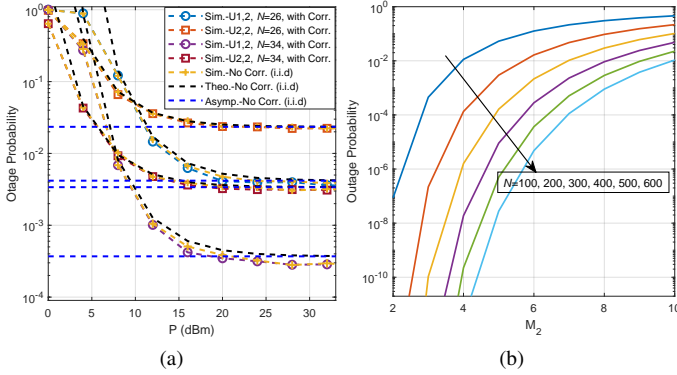 Sim.-U1,2, N=26, with Corr.
Sim.-U2,2, N=26, with Corr.
Sim.-U1,2, N=34, with Corr.
Sim.-U2,2, N=34, with Corr.
Sim.-No Corr. (i.i.d)
Theo.-No Corr. (i.i.d)
Asymp.-No Corr. (i.i.d)
10^0
10^-1
10^-2
10^-3
10^-4
Otage Probability
0 5 10 15 20 25 30
P (dBm)
(a)
10^0
10^-2
10^-4
10^-6
10^-8
10^-10
Outage Probability
N=100, 200, 300, 400, 500, 600
2 4 6 8 10
M_2
(b)